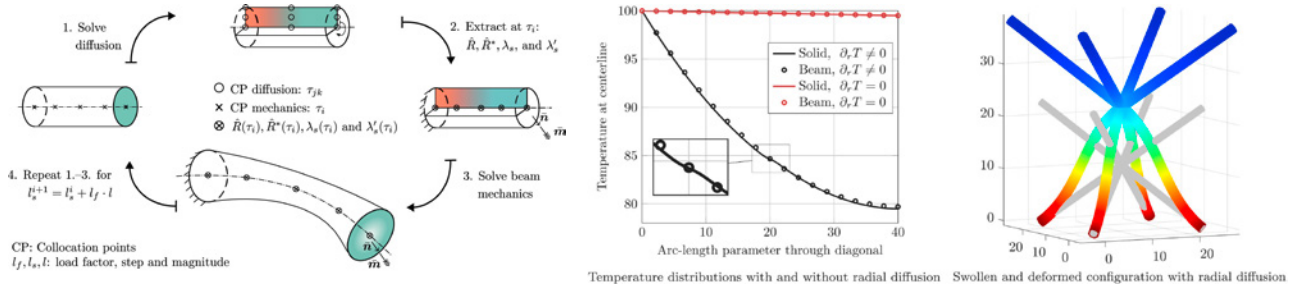 1. Solve
diffusion
2. Extract at τᵢ:
R̂, R̂*, λₛ, and λ′ₛ
CP diffusion: τⱼₖ
CP mechanics: τᵢ
R̂(τᵢ), R̂*(τᵢ), λₛ(τᵢ) and λ′ₛ(τᵢ)
n̄
m̄
4. Repeat 1.–3. for
lₛⁱ⁺¹ = lₛⁱ + l_f · l
3. Solve beam
mechanics
n̄
m̄
CP: Collocation points
l_f, lₛ, l: load factor, step and magnitude
Temperature at centerline
100
95
90
85
80
Solid, ∂ᵣT ≠ 0
Beam, ∂ᵣT ≠ 0
Solid, ∂ᵣT = 0
Beam, ∂ᵣT = 0
0 10 20 30 40
Arc-length parameter through diagonal
Temperature distributions with and without radial diffusion
30
20
10
0
20
10
0
0
20
Swollen and deformed configuration with radial diffusion